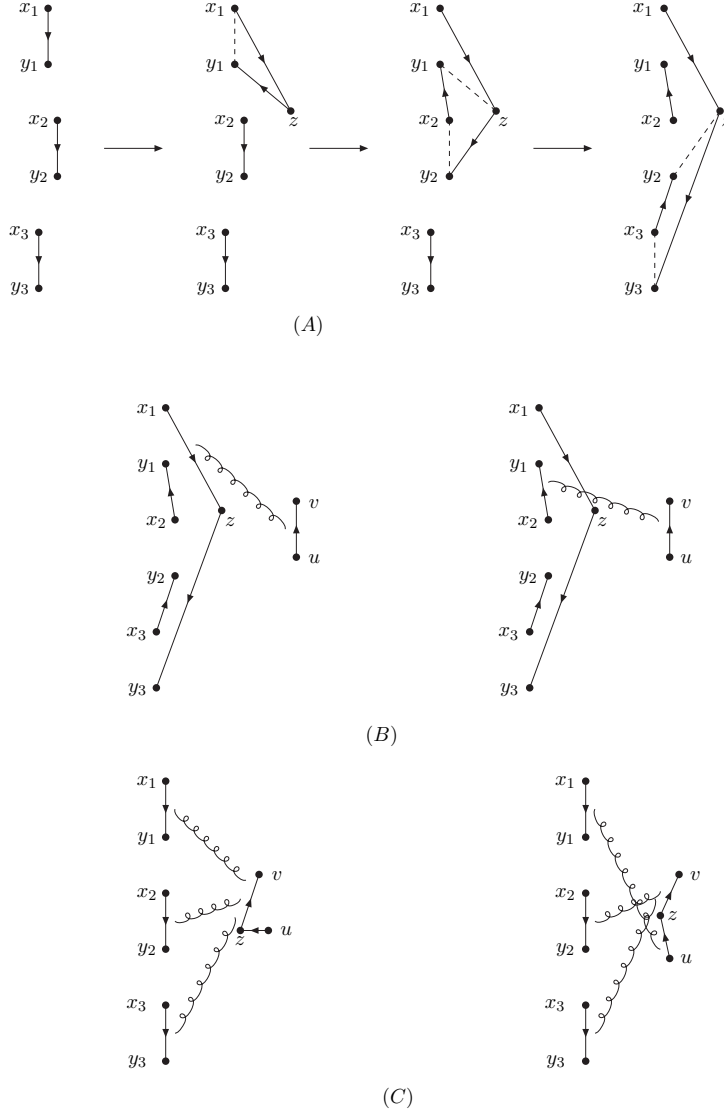 x₁ x₁ x₁ x₁
y₁ y₁ y₁ y₁
x₂ x₂ z x₂ z x₂
y₂ y₂ y₂ y₂
x₃ x₃ x₃ x₃
y₃ y₃ y₃ y₃
(A)
x₁ x₁
y₁ y₁
v v
x₂ z x₂ z
u u
y₂ y₂
x₃ x₃
y₃ y₃
(B)
x₁ x₁
y₁ y₁
v v
x₂ x₂
z
z u
y₂ y₂
u
x₃ x₃
y₃ y₃
(C)